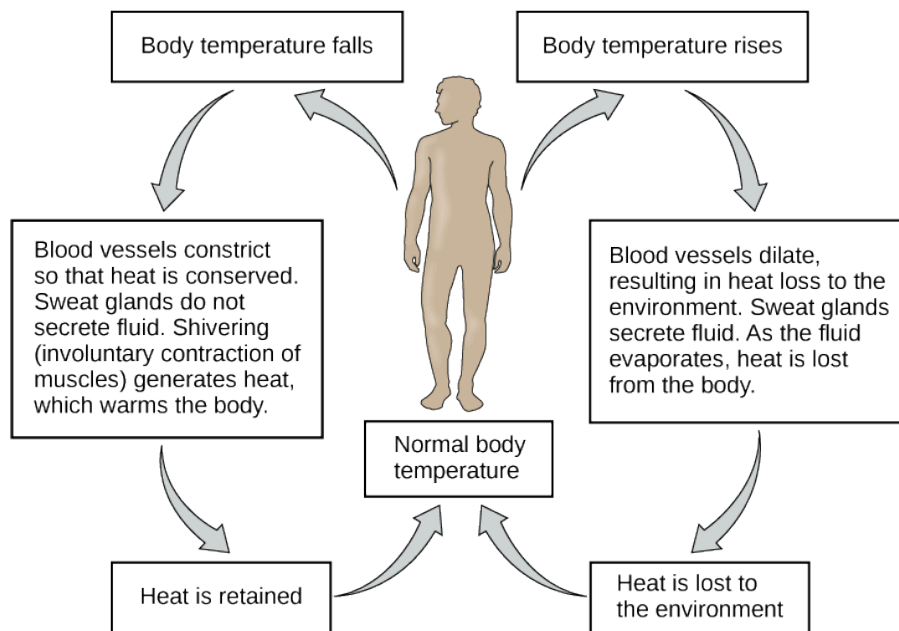 Body temperature falls
Body temperature rises
Blood vessels constrict
so that heat is conserved.
Sweat glands do not
secrete fluid. Shivering
(involuntary contraction of
muscles) generates heat,
which warms the body.
Blood vessels dilate,
resulting in heat loss to the
environment. Sweat glands
secrete fluid. As the fluid
evaporates, heat is lost
from the body.
Normal body
temperature
Heat is retained
Heat is lost to
the environment